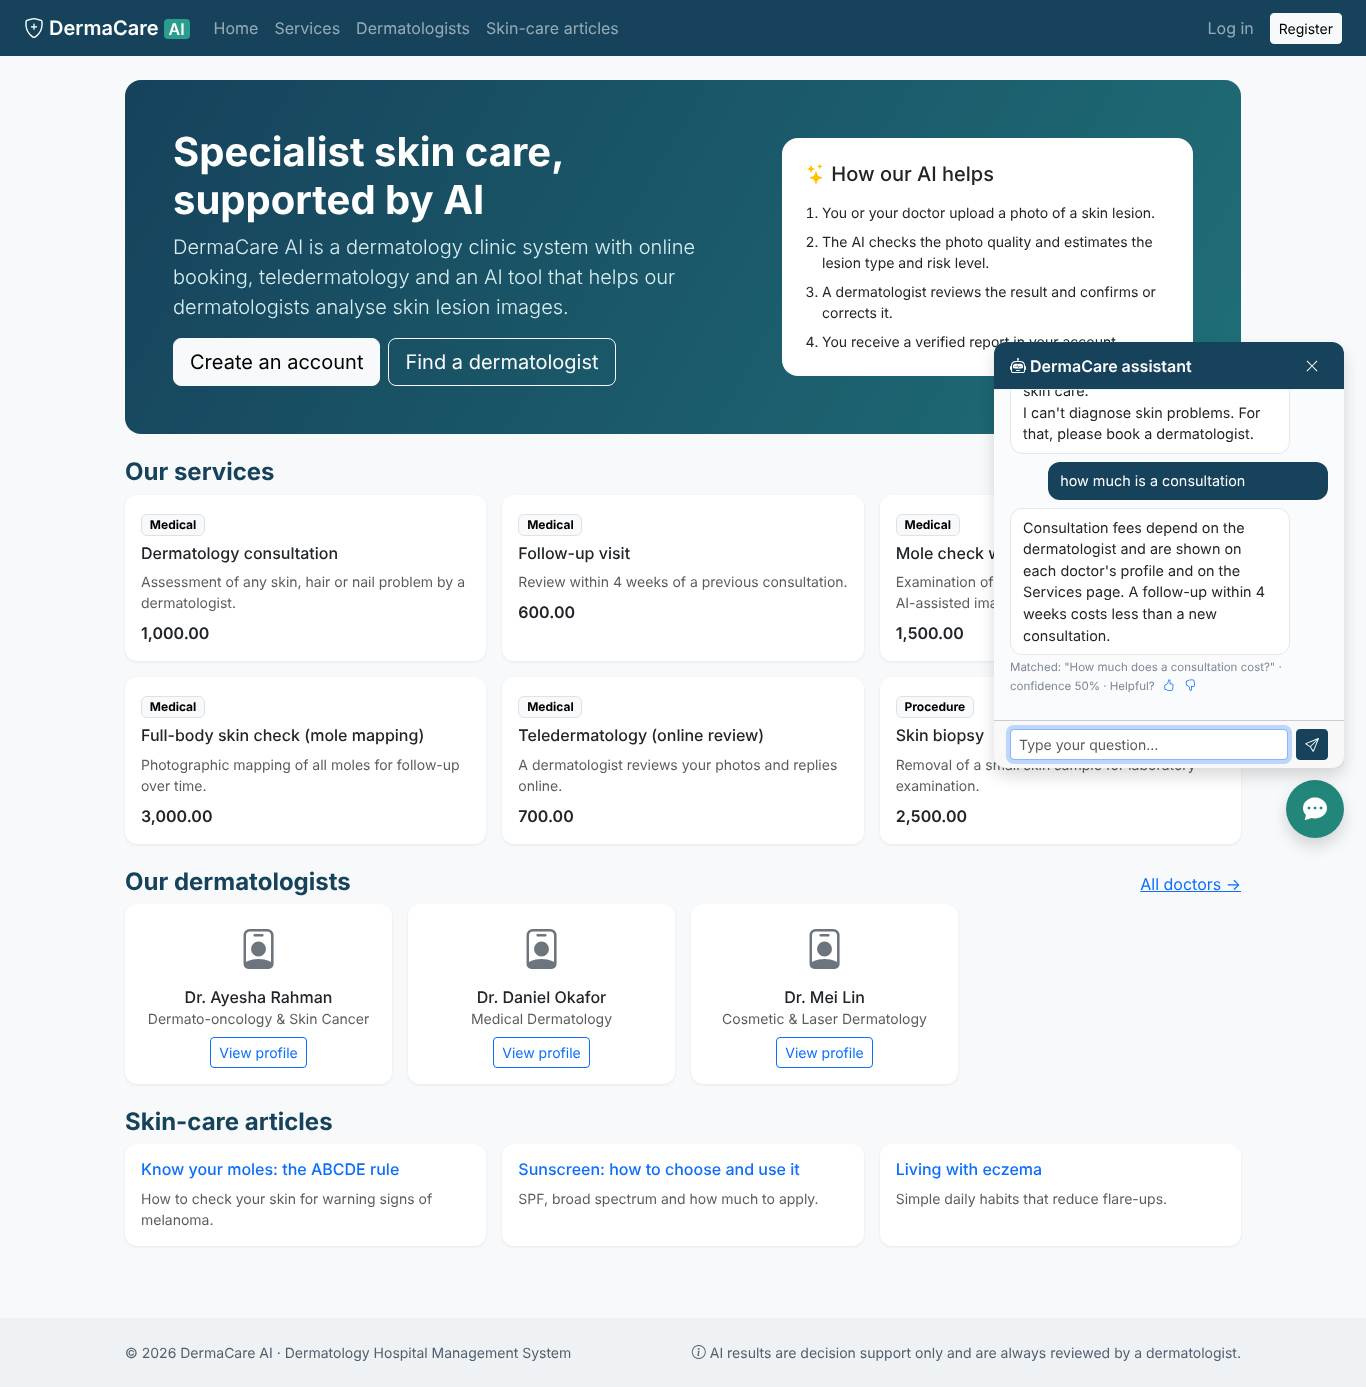 DermaCare AI
Home
Services
Dermatologists
Skin-care articles
Log in
Register
Specialist skin care,
supported by AI
DermaCare AI is a dermatology clinic system with online
booking, teledermatology and an AI tool that helps our
dermatologists analyse skin lesion images.
Create an account
Find a dermatologist
How our AI helps
1. You or your doctor upload a photo of a skin lesion.
2. The AI checks the photo quality and estimates the
lesion type and risk level.
3. A dermatologist reviews the result and confirms or
corrects it.
4. You receive a verified report in your account.
DermaCare assistant
skin care.
I can't diagnose skin problems. For
that, please book a dermatologist.
how much is a consultation
Consultation fees depend on the
dermatologist and are shown on
each doctor's profile and on the
Services page. A follow-up within 4
weeks costs less than a new
consultation.
Matched: "How much does a consultation cost?" ·
confidence 50% · Helpful?
Type your question...
Our services
Medical
Dermatology consultation
Assessment of any skin, hair or nail problem by a
dermatologist.
1,000.00
Medical
Follow-up visit
Review within 4 weeks of a previous consultation.
600.00
Medical
Mole check
Examination of
AI-assisted
1,500.00
Medical
Full-body skin check (mole mapping)
Photographic mapping of all moles for follow-up
over time.
3,000.00
Medical
Teledermatology (online review)
A dermatologist reviews your photos and replies
online.
700.00
Procedure
Skin biopsy
Removal of a small skin sample for laboratory
examination.
2,500.00
Our dermatologists
All doctors →
Dr. Ayesha Rahman
Dermato-oncology & Skin Cancer
View profile
Dr. Daniel Okafor
Medical Dermatology
View profile
Dr. Mei Lin
Cosmetic & Laser Dermatology
View profile
Skin-care articles
Know your moles: the ABCDE rule
How to check your skin for warning signs of
melanoma.
Sunscreen: how to choose and use it
SPF, broad spectrum and how much to apply.
Living with eczema
Simple daily habits that reduce flare-ups.
© 2026 DermaCare AI · Dermatology Hospital Management System
AI results are decision support only and are always reviewed by a dermatologist.